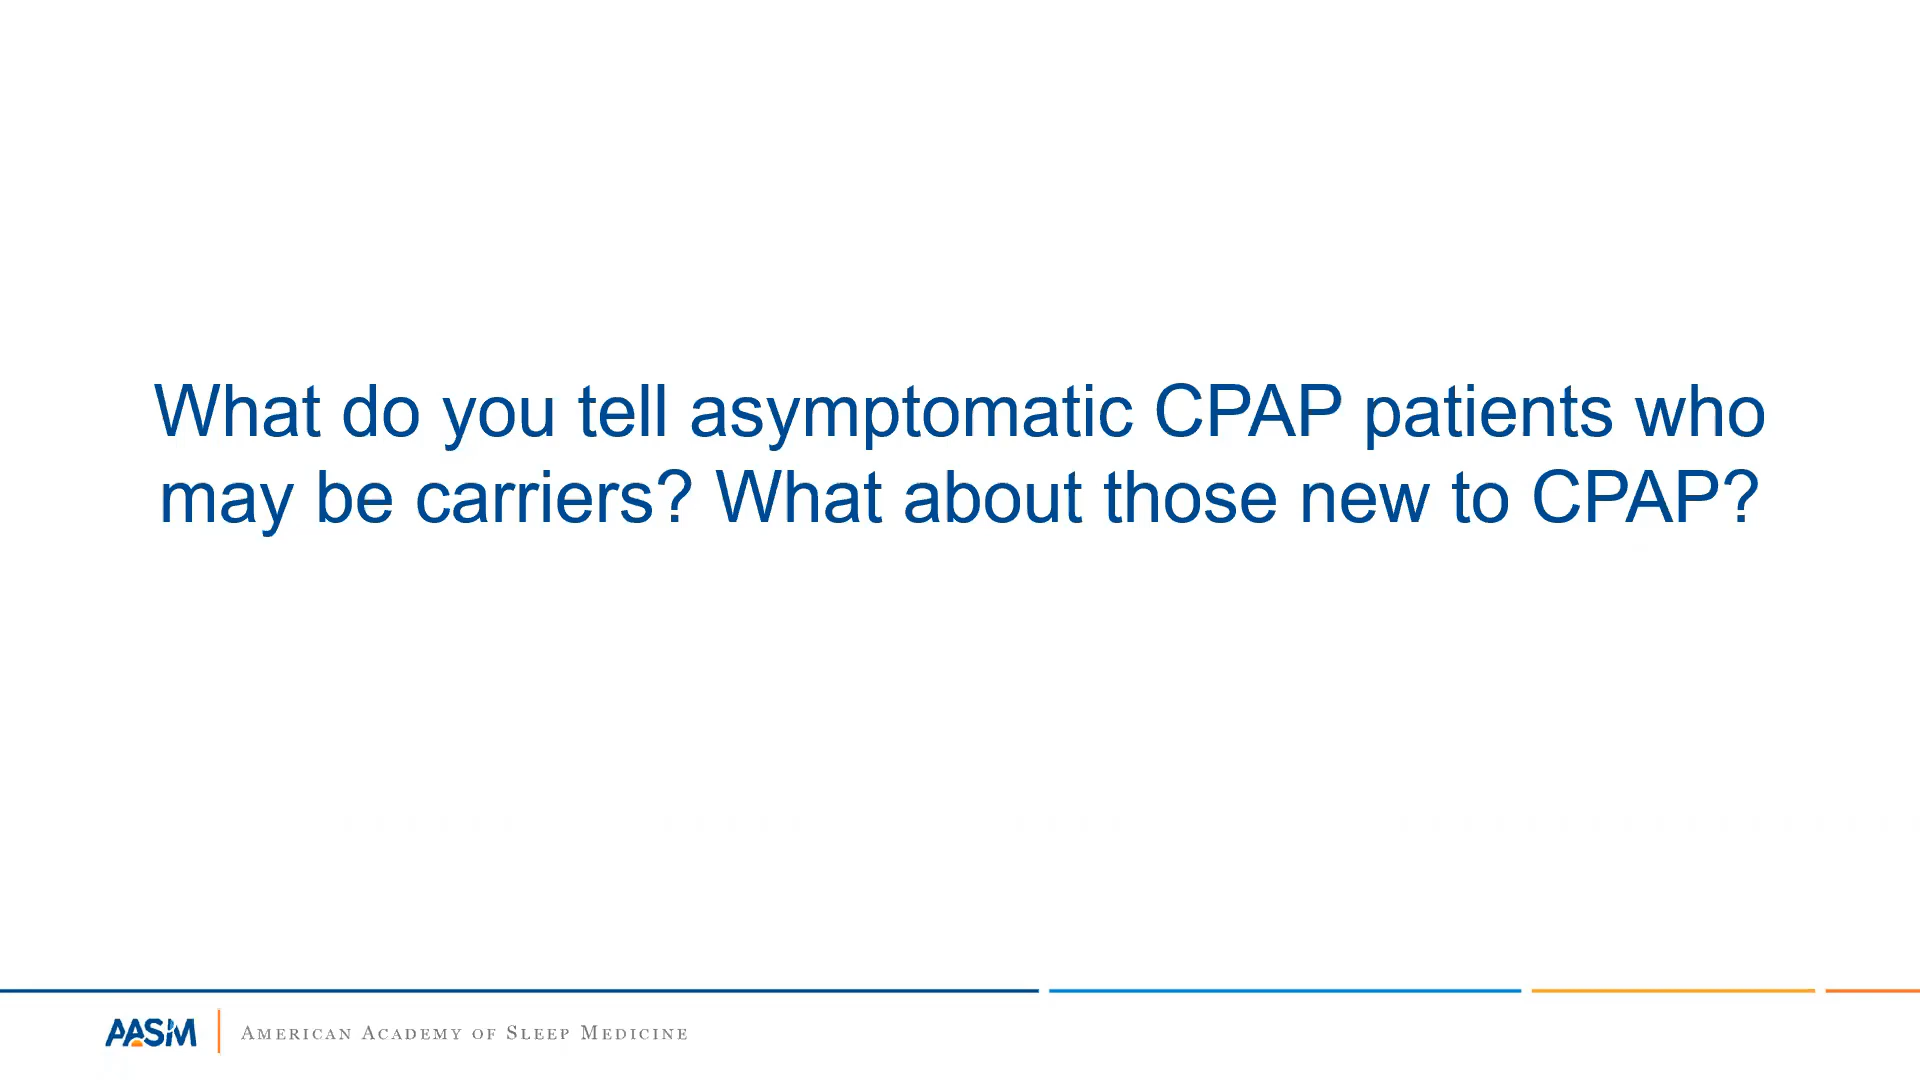 What do you tell asymptomatic CPAP patients who
may be carriers? What about those new to CPAP?
AASM
American Academy of Sleep Medicine